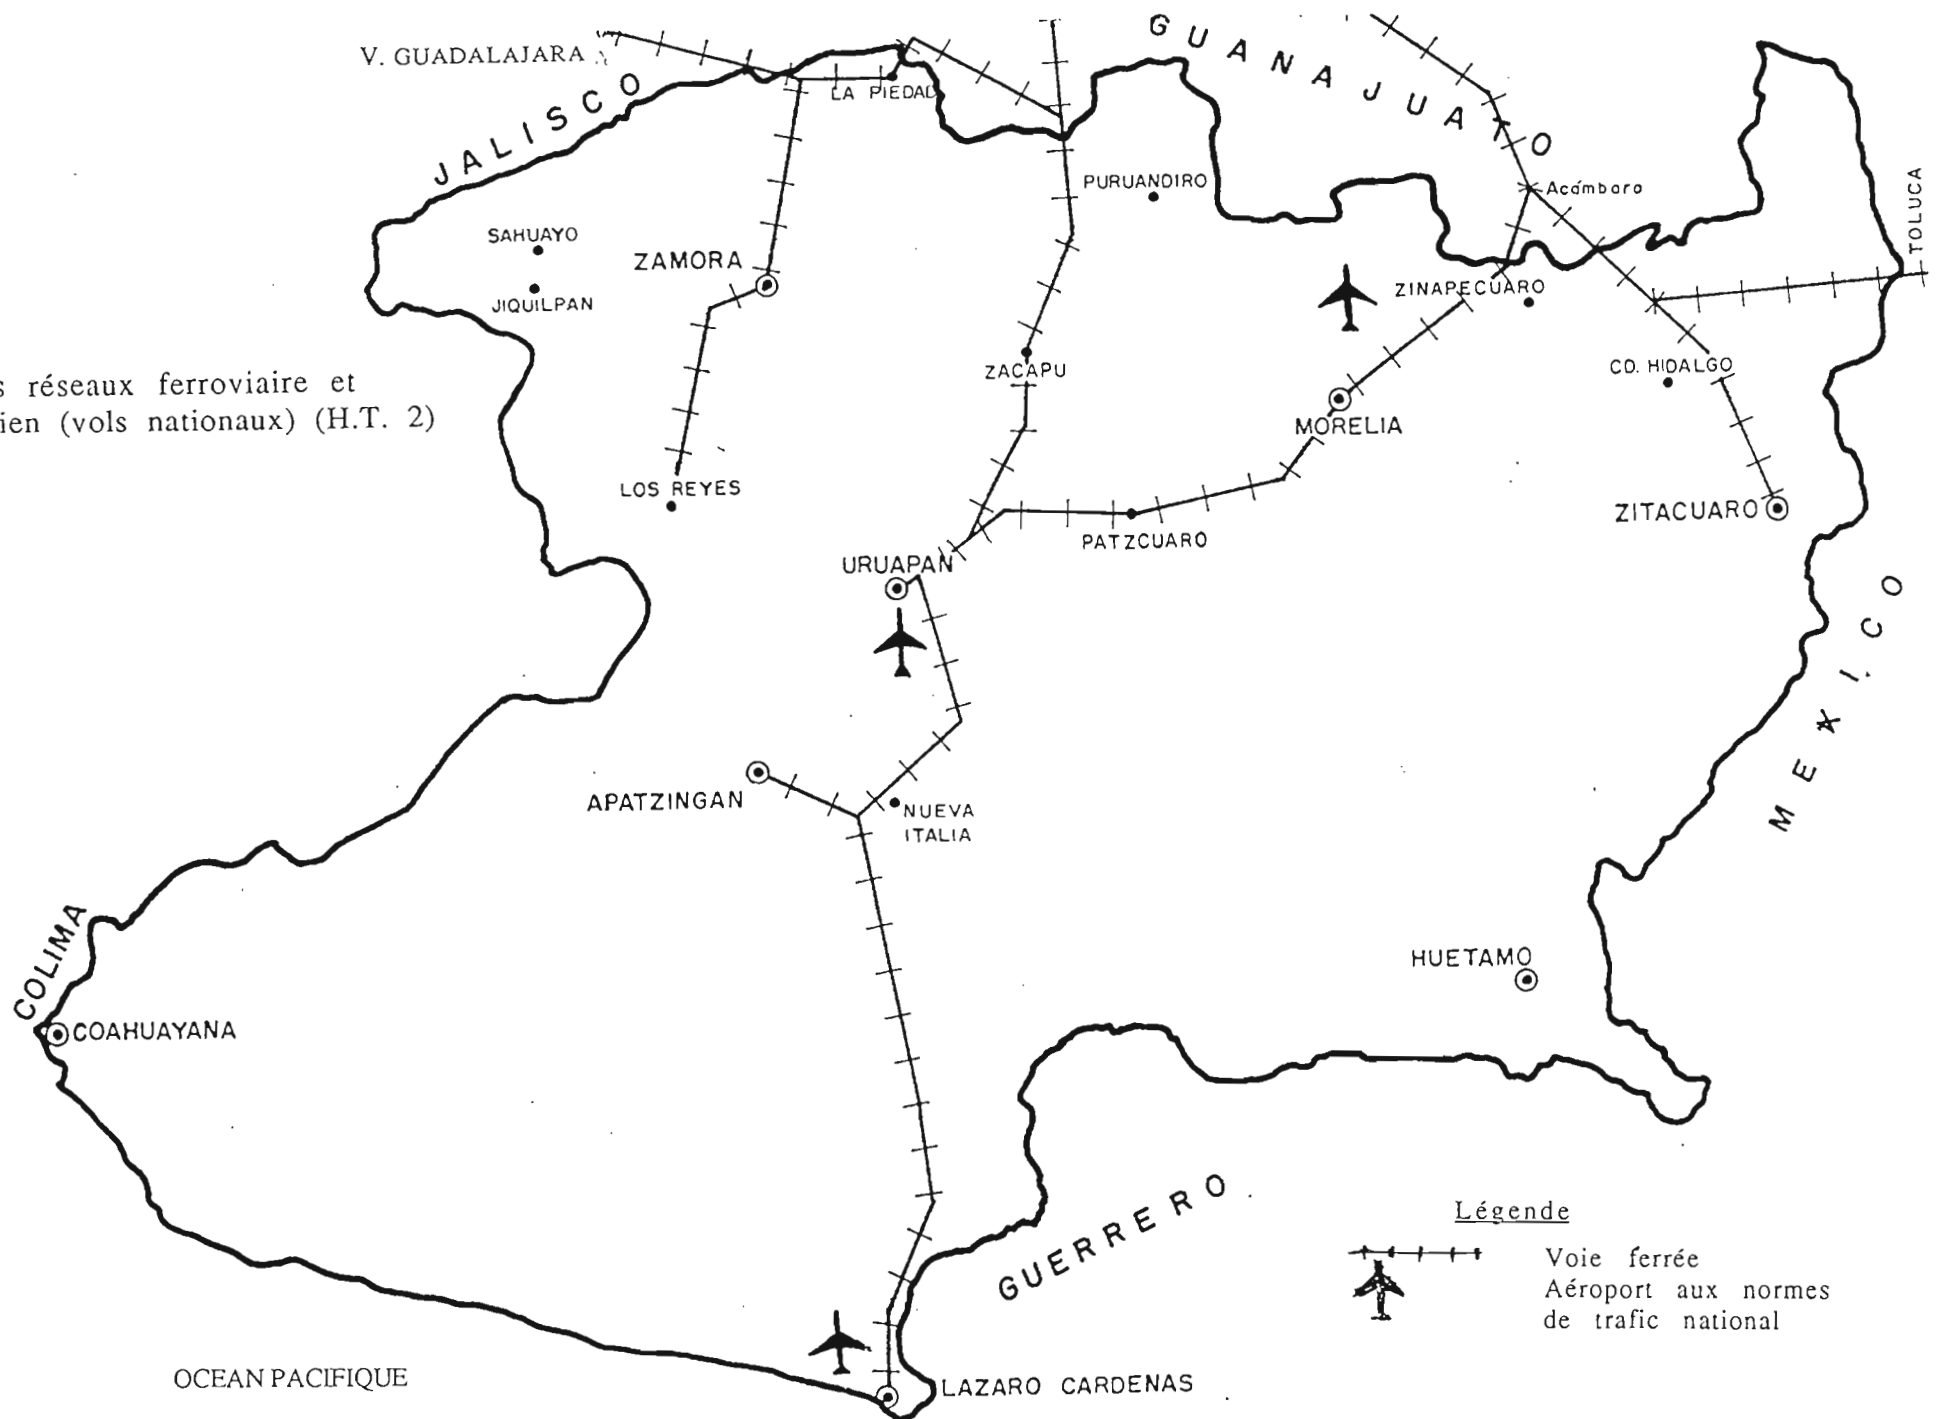 V. GUADALAJARA
JALISCO
GUANAJUATO
LA PIEDAD
PURUANDIRO
Acámbaro
TOLUCA
SAHUAYO
ZAMORA
JIQUILPAN
ZINAPECUARO
ZACAPU
CD. HIDALGO
s réseaux ferroviaire et
ien (vols nationaux) (H.T. 2)
MORELIA
LOS REYES
ZITACUARO
PATZCUARO
URUAPAN
MEXICO
APATZINGAN
NUEVA
ITALIA
COLIMA
HUETAMO
COAHUAYANA
GUERRERO
Légende
Voie ferrée
Aéroport aux normes
de trafic national
OCEAN PACIFIQUE
LAZARO CARDENAS